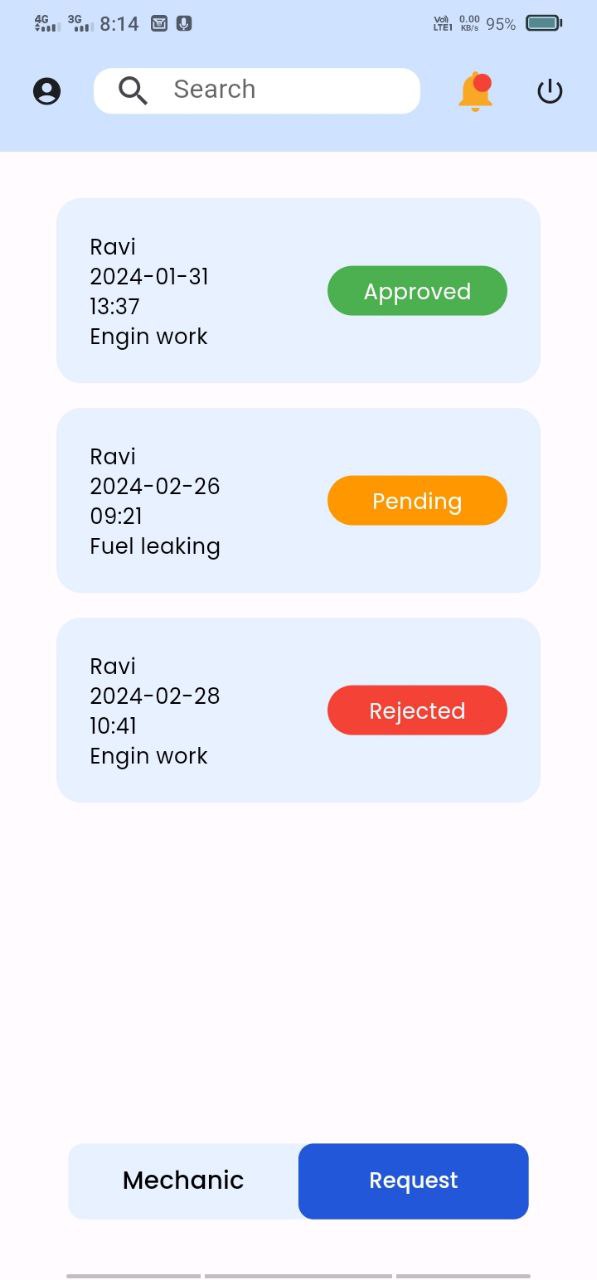 4G 3G 8:14 Vo) LTE1 0.00 KB/s 95%
Search
Ravi
2024-01-31
13:37
Engin work
Approved
Ravi
2024-02-26
09:21
Fuel leaking
Pending
Ravi
2024-02-28
10:41
Engin work
Rejected
Mechanic
Request